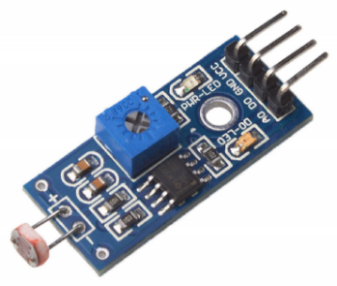 VCC
GND
DO
AO
PWR-LED
DO-LED
+
-